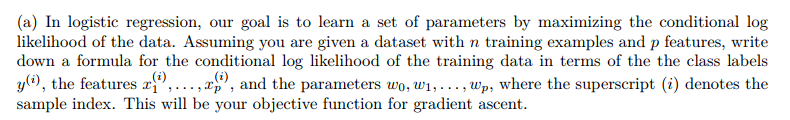 (a) In logistic regression, our goal is to learn a set of parameters by maximizing the conditional log
likelihood of the data. Assuming you are given a dataset with n training examples and p features, write
down a formula for the conditional log likelihood of the training data in terms of the the class labels
y^{(i)}, the features x_1^{(i)}, . . . , x_p^{(i)}, and the parameters w_0, w_1, . . . , w_p, where the superscript (i) denotes the
sample index. This will be your objective function for gradient ascent.